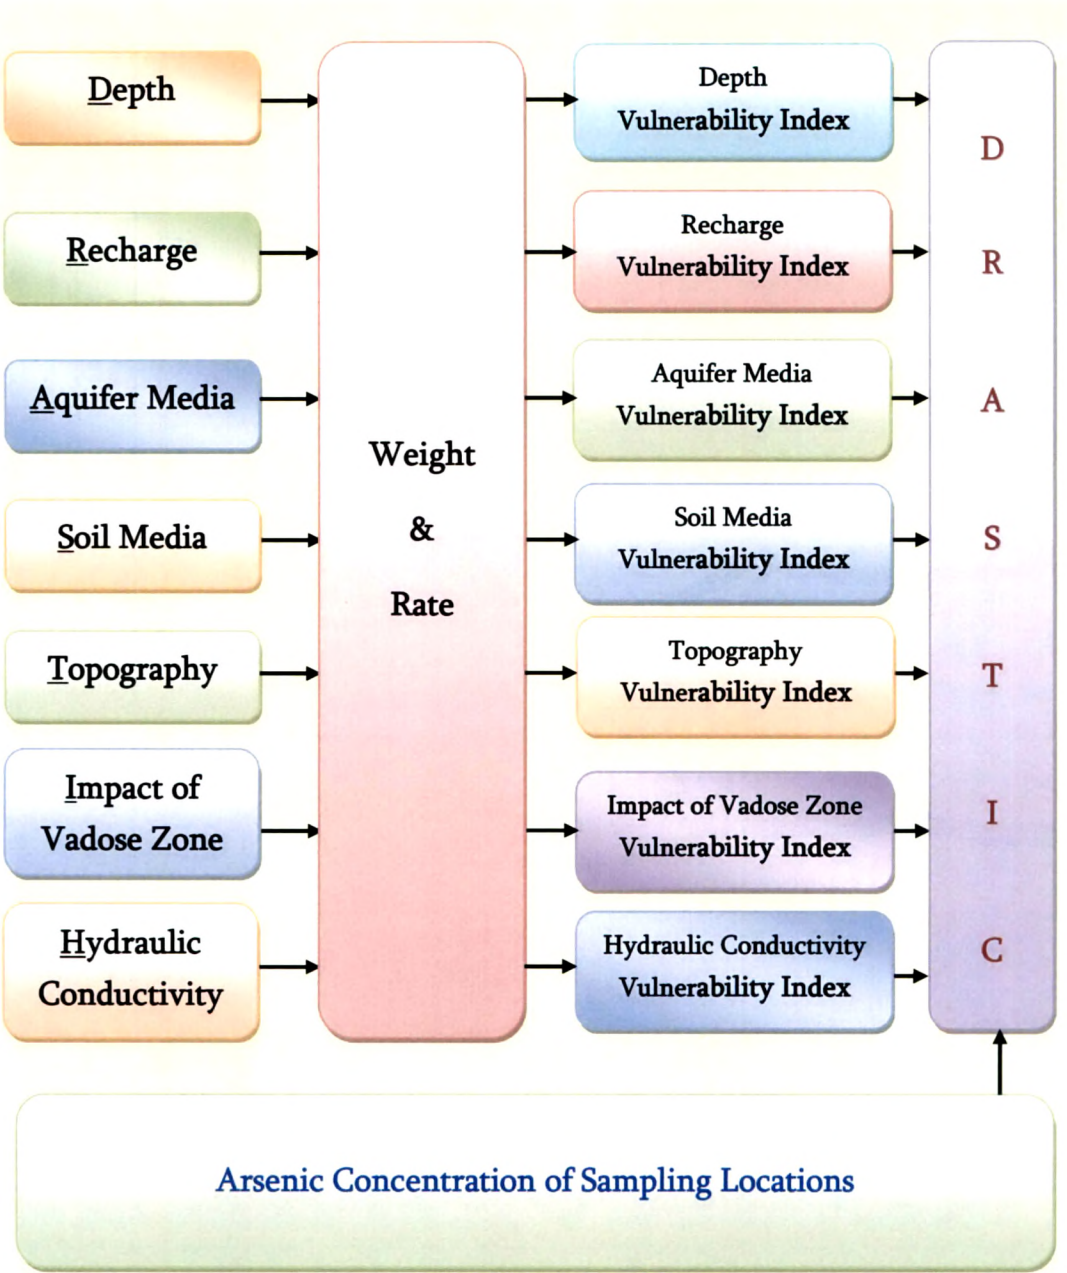 Depth
Recharge
Aquifer Media
Soil Media
Topography
Impact of
Vadose Zone
Hydraulic
Conductivity
Weight
&
Rate
Depth
Vulnerability Index
Recharge
Vulnerability Index
Aquifer Media
Vulnerability Index
Soil Media
Vulnerability Index
Topography
Vulnerability Index
Impact of Vadose Zone
Vulnerability Index
Hydraulic Conductivity
Vulnerability Index
D
R
A
S
T
I
C
Arsenic Concentration of Sampling Locations